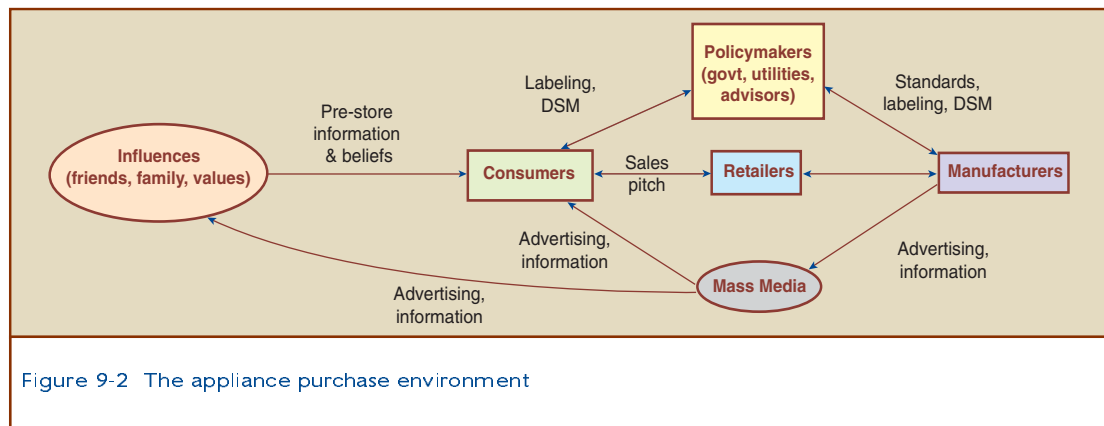 Policymakers
(govt, utilities,
advisors)
Labeling,
DSM
Standards,
labeling, DSM
Pre-store
information
& beliefs
Influences
(friends, family, values)
Consumers
Sales
pitch
Retailers
Manufacturers
Advertising,
information
Advertising,
information
Mass Media
Advertising,
information
Figure 9-2 The appliance purchase environment